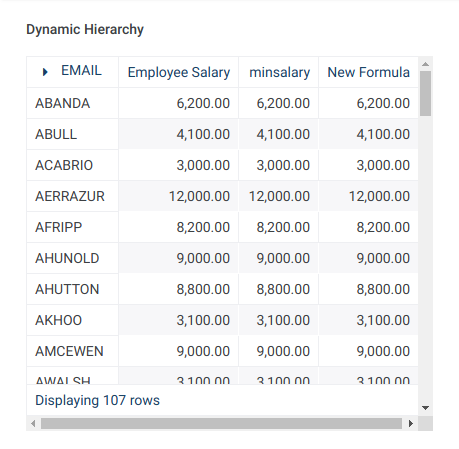 Dynamic Hierarchy
EMAIL Employee Salary minsalary New Formula
ABANDA 6,200.00 6,200.00 6,200.00
ABULL 4,100.00 4,100.00 4,100.00
ACABRIO 3,000.00 3,000.00 3,000.00
AERRAZUR 12,000.00 12,000.00 12,000.00
AFRIPP 8,200.00 8,200.00 8,200.00
AHUNOLD 9,000.00 9,000.00 9,000.00
AHUTTON 8,800.00 8,800.00 8,800.00
AKHOO 3,100.00 3,100.00 3,100.00
AMCEWEN 9,000.00 9,000.00 9,000.00
AWALSH 3,100.00 3,100.00 3,100.00
Displaying 107 rows